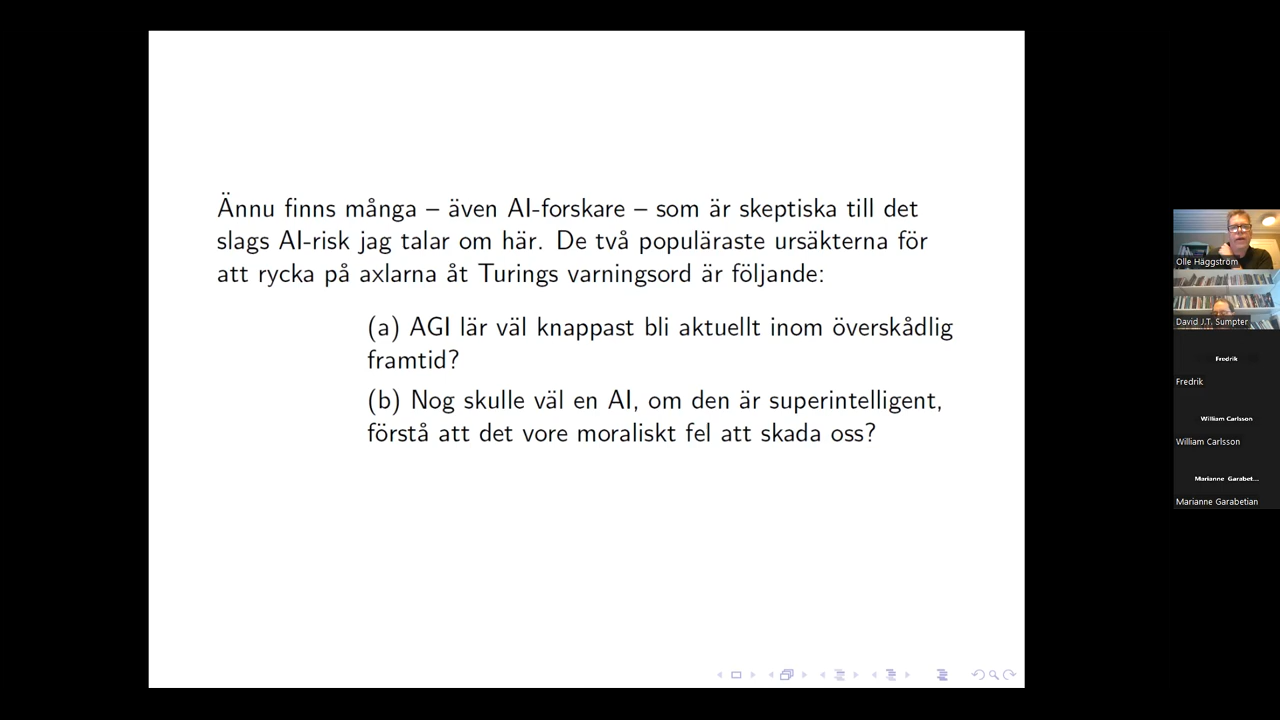 Ännu finns många – även AI-forskare – som är skeptiska till det
slags AI-risk jag talar om här. De två populäraste ursäkterna för
att rycka på axlarna åt Turings varningsord är följande:
(a) AGI lär väl knappast bli aktuellt inom överskådlig
framtid?
(b) Nog skulle väl en AI, om den är superintelligent,
förstå att det vore moraliskt fel att skada oss?
Olle Häggström
David J.T. Sumpter
Fredrik
Fredrik
William Carlsson
William Carlsson
Marianne Garabet...
Marianne Garabetian